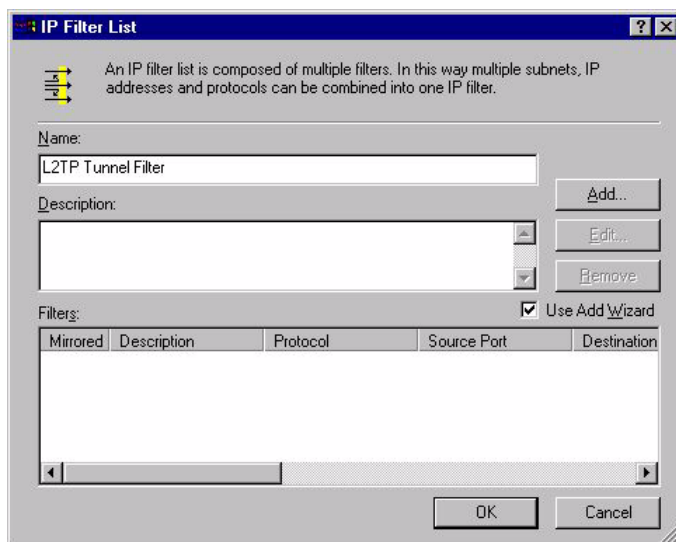 IP Filter List
An IP filter list is composed of multiple filters. In this way multiple subnets, IP
addresses and protocols can be combined into one IP filter.
Name:
L2TP Tunnel Filter
Add...
Description:
Edit...
Remove
Filters:
Use Add Wizard
Mirrored Description Protocol Source Port Destination
OK Cancel